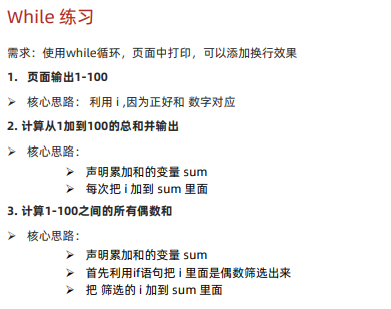 While 练习
需求：使用while循环，页面中打印，可以添加换行效果
1. 页面输出1-100
➢ 核心思路： 利用 i ,因为正好和 数字对应
2. 计算从1加到100的总和并输出
➢ 核心思路：
➢ 声明累加和的变量 sum
➢ 每次把 i 加到 sum 里面
3. 计算1-100之间的所有偶数和
➢ 核心思路：
➢ 声明累加和的变量 sum
➢ 首先利用if语句把 i 里面是偶数筛选出来
➢ 把 筛选的 i 加到 sum 里面